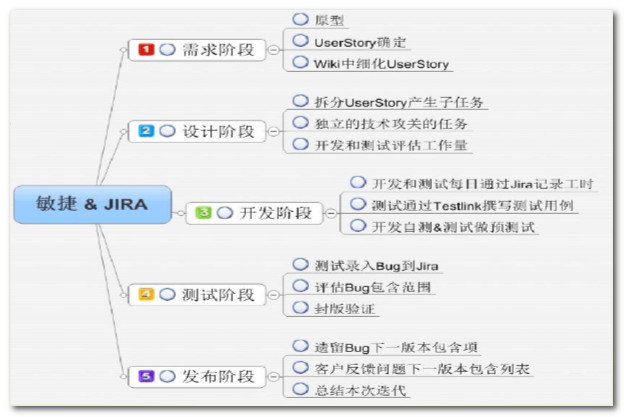 敏捷 & JIRA
1 需求阶段
原型
UserStory确定
Wiki中细化UserStory
2 设计阶段
拆分UserStory产生子任务
独立的技术攻关的任务
开发和测试评估工作量
3 开发阶段
开发和测试每日通过Jira记录工时
测试通过Testlink撰写测试用例
开发自测&测试做预测试
4 测试阶段
测试录入Bug到Jira
评估Bug包含范围
封版验证
5 发布阶段
遗留Bug下一版本包含项
客户反馈问题下一版本包含列表
总结本次迭代